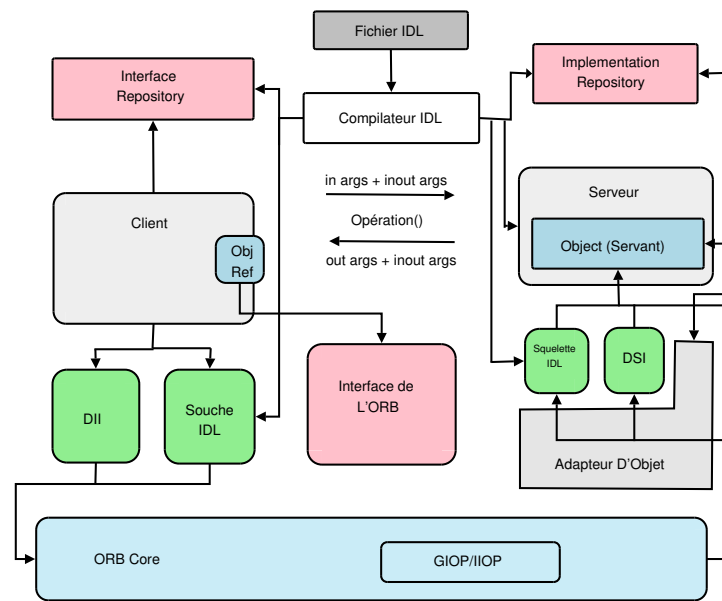 Fichier IDL
Interface
Repository
Implementation
Repository
Compilateur IDL
in args + inout args
Opération()
out args + inout args
Client
Obj
Ref
Serveur
Object (Servant)
Squelette
IDL
DSI
DII
Souche
IDL
Interface de
L'ORB
Adapteur D'Objet
ORB Core
GIOP/IIOP